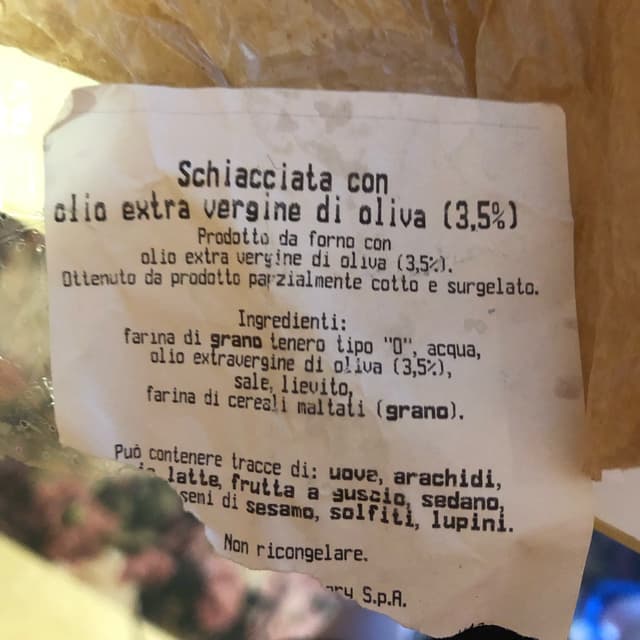 Schiacciata con
olio extra vergine di oliva (3,5%)
Prodotto da forno con
olio extra vergine di oliva (3,5%).
Ottenuto da prodotto parzialmente cotto e surgelato.
Ingredienti:
farina di grano tenero tipo "0", acqua,
olio extravergine di oliva (3,5%),
sale, lievito,
farina di cereali maltati (grano).
Può contenere tracce di: uova, arachidi,
latte, frutta a guscio, sedano,
semi di sesamo, solfiti, lupini.
Non ricongelare.
S.p.A.